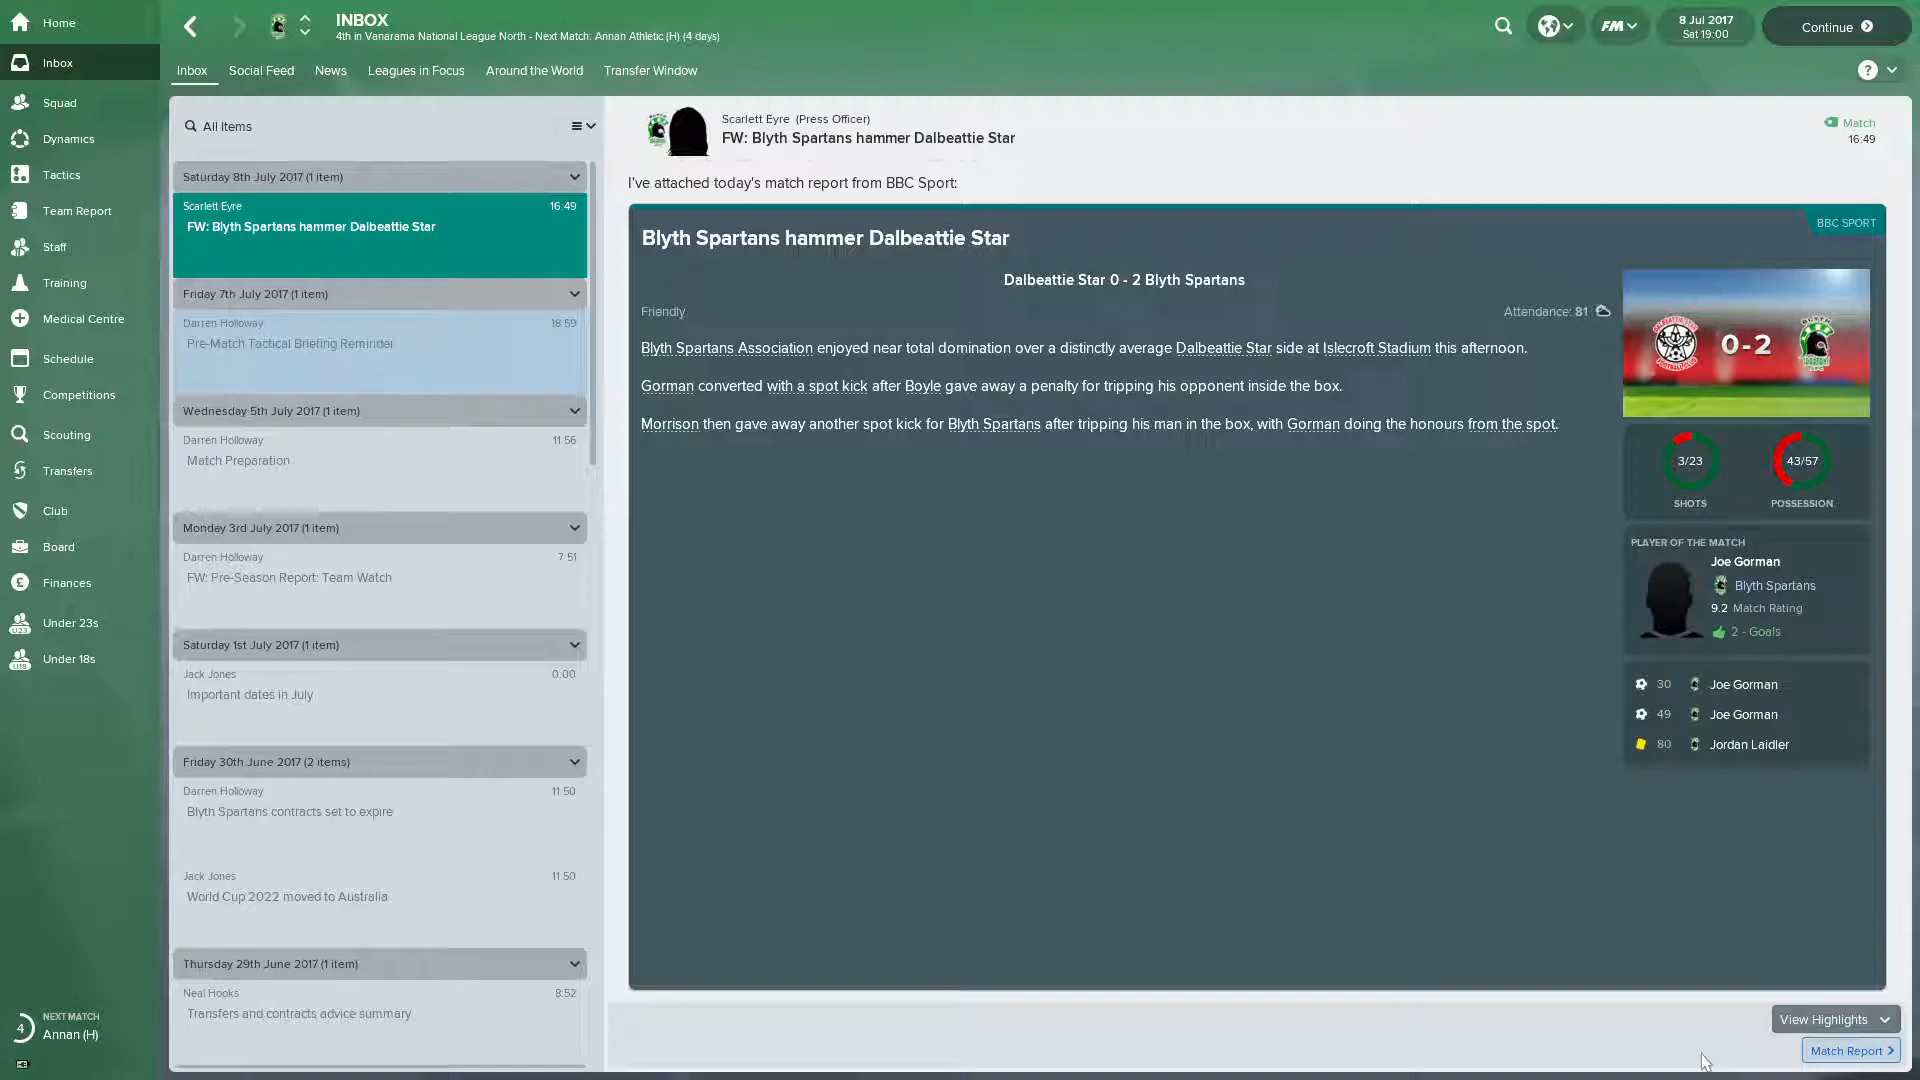 Home
Inbox
Squad
Dynamics
Tactics
Team Report
Staff
Training
Medical Centre
Schedule
Competitions
Scouting
Transfers
Club
Board
Finances
Under 23s
Under 18s
4
NEXT MATCH
Annan (H)
INBOX
4th in Vanarama National League North - Next Match: Annan Athletic (H) (4 days)
FM
8 Jul 2017
Sat 19:00
Continue
Inbox Social Feed News Leagues in Focus Around the World Transfer Window
?
All Items
Saturday 8th July 2017 (1 item)
Scarlett Eyre 16:49
FW: Blyth Spartans hammer Dalbeattie Star
Friday 7th July 2017 (1 item)
Darren Holloway 18:59
Pre-Match Tactical Briefing Reminder
Wednesday 5th July 2017 (1 item)
Darren Holloway 11:56
Match Preparation
Monday 3rd July 2017 (1 item)
Darren Holloway 7:51
FW: Pre-Season Report: Team Watch
Saturday 1st July 2017 (1 item)
Jack Jones 0:00
Important dates in July
Friday 30th June 2017 (2 items)
Darren Holloway 11:50
Blyth Spartans contracts set to expire
Jack Jones 11:50
World Cup 2022 moved to Australia
Thursday 29th June 2017 (1 item)
Neal Hooks 8:52
Transfers and contracts advice summary
Scarlett Eyre (Press Officer)
FW: Blyth Spartans hammer Dalbeattie Star
Match
16:49
I've attached today's match report from BBC Sport:
BBC SPORT
Blyth Spartans hammer Dalbeattie Star
Dalbeattie Star 0 - 2 Blyth Spartans
Friendly Attendance: 81
Blyth Spartans Association enjoyed near total domination over a distinctly average Dalbeattie Star side at Islecroft Stadium this afternoon.
Gorman converted with a spot kick after Boyle gave away a penalty for tripping his opponent inside the box.
Morrison then gave away another spot kick for Blyth Spartans after tripping his man in the box, with Gorman doing the honours from the spot.
0-2
3/23 43/57
SHOTS POSSESSION
PLAYER OF THE MATCH
Joe Gorman
Blyth Spartans
9.2 Match Rating
2 - Goals
30 Joe Gorman
49 Joe Gorman
80 Jordan Laidler
View Highlights
Match Report